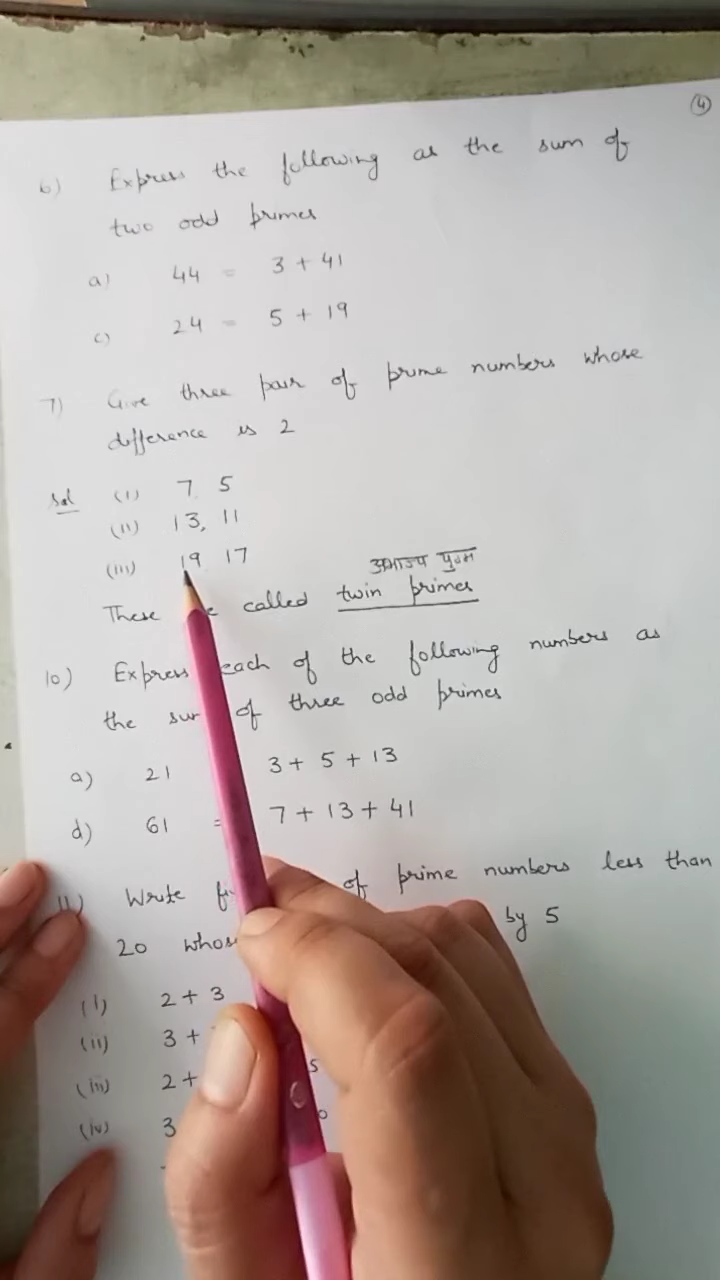 4
6) Express the following as the sum of
two odd primes
a) 44 = 3 + 41
c) 24 = 5 + 19
7) Give three pair of prime numbers whose
difference is 2
Sol (i) 7, 5
(ii) 13, 11
(iii) 19, 17
अभाज्य युग्म
These called twin primes
10) Express each of the following numbers as
the of three odd primes
a) 21 3 + 5 + 13
d) 61 = 7 + 13 + 41
11) Write of prime numbers less than
20 by 5
(i) 2 + 3
(ii) 3 +
(iii) 2 + 5
(iv) 3